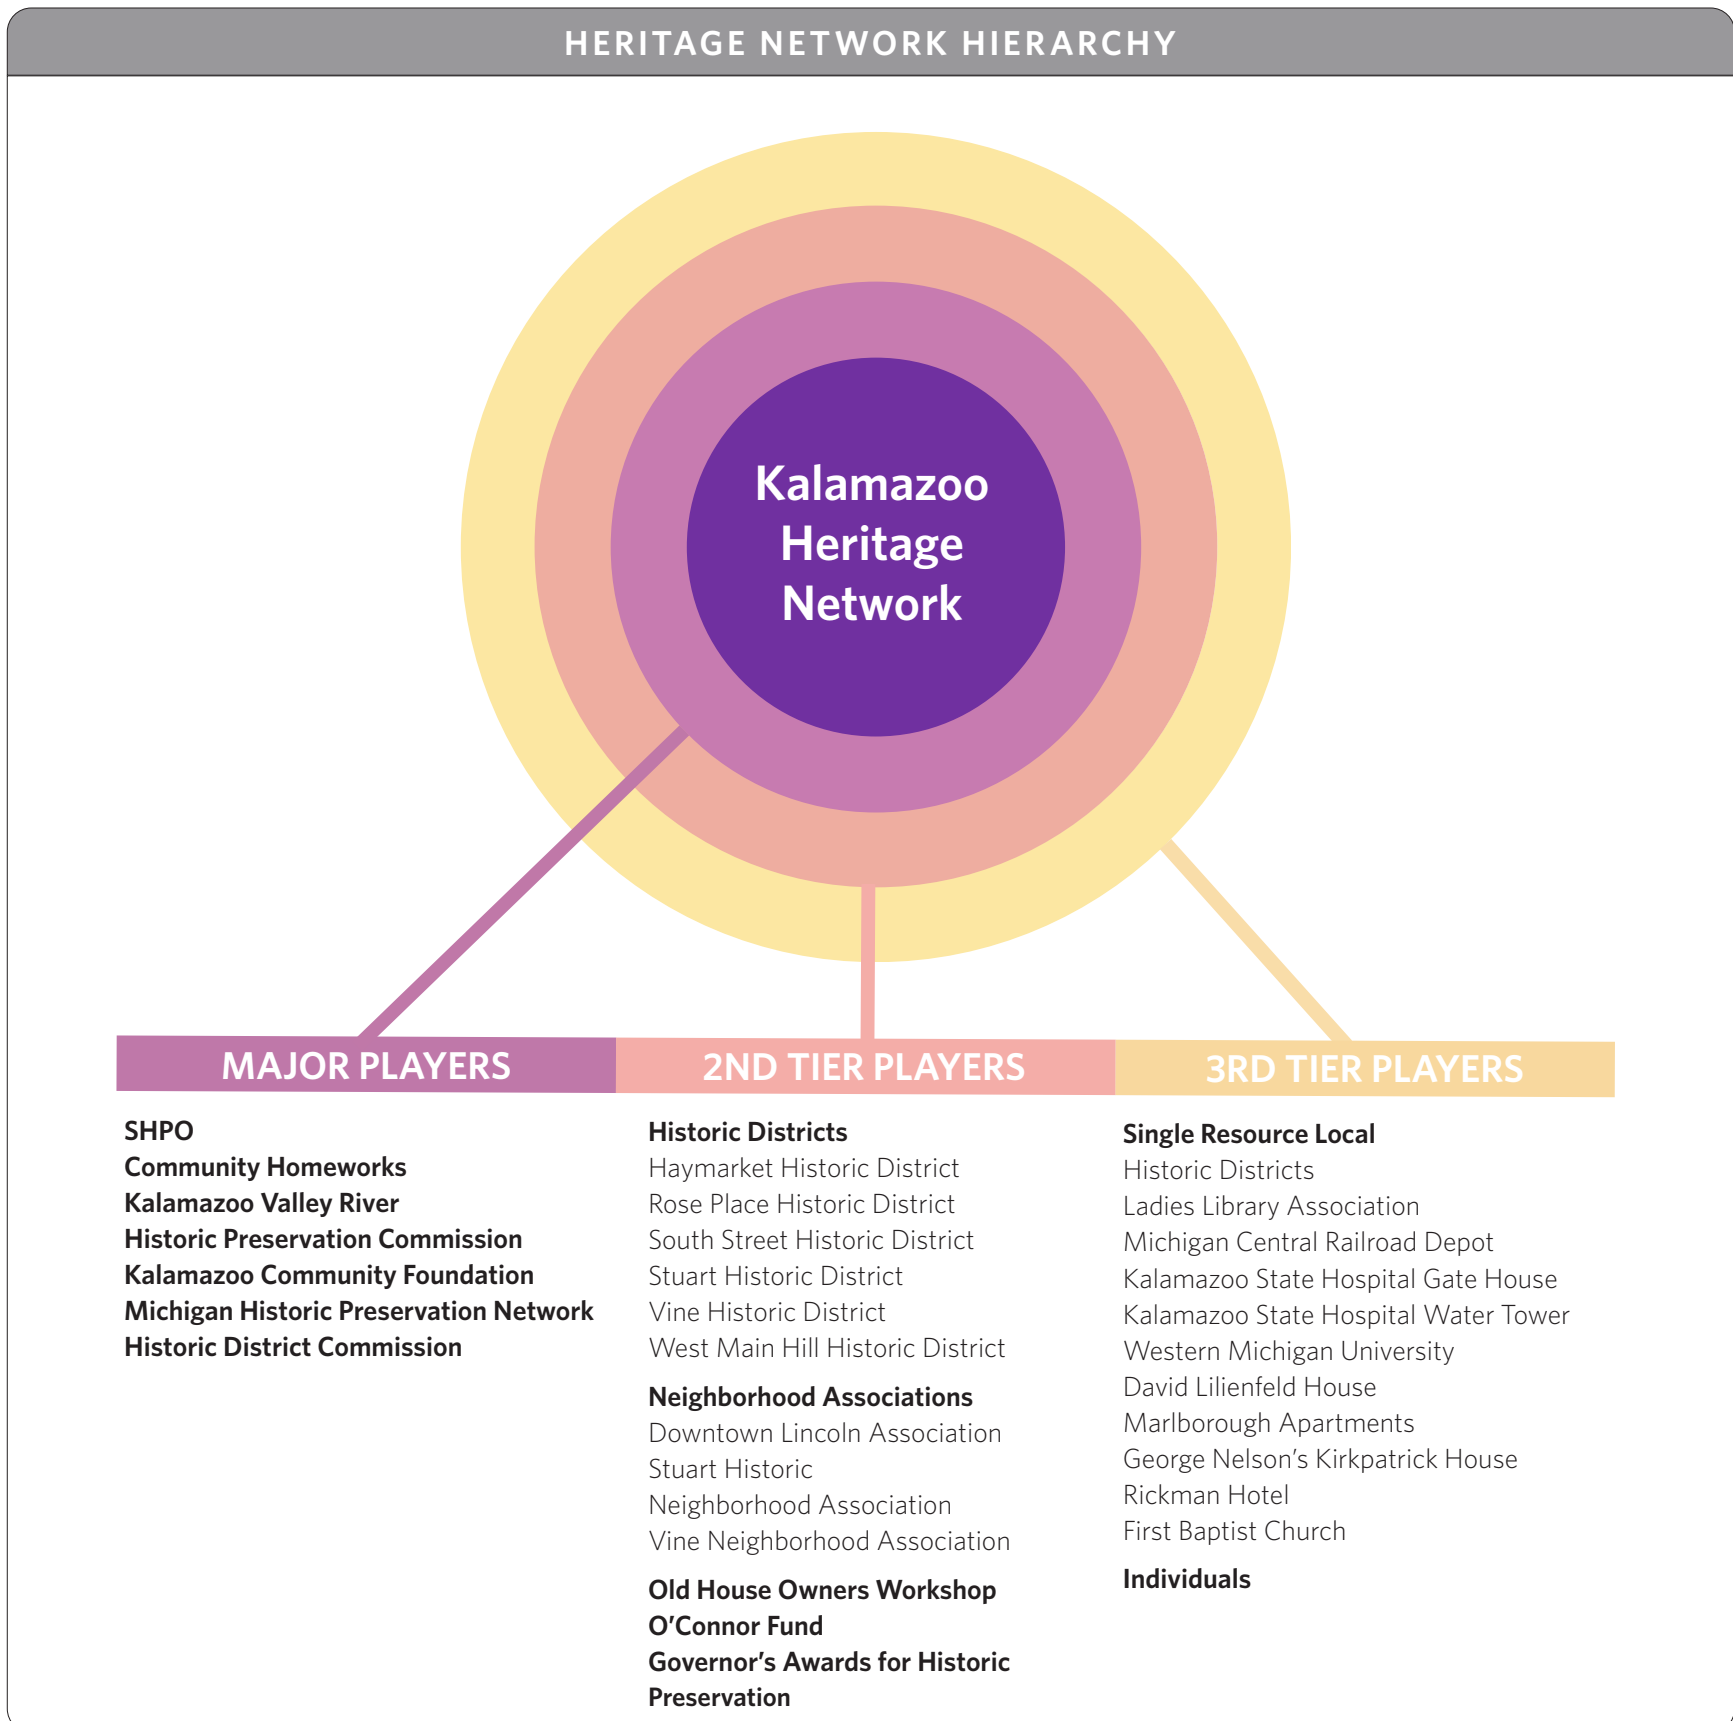 HERITAGE NETWORK HIERARCHY
Kalamazoo
Heritage
Network
MAJOR PLAYERS
SHPO
Community Homeworks
Kalamazoo Valley River
Historic Preservation Commission
Kalamazoo Community Foundation
Michigan Historic Preservation Network
Historic District Commission
2ND TIER PLAYERS
Historic Districts
Haymarket Historic District
Rose Place Historic District
South Street Historic District
Stuart Historic District
Vine Historic District
West Main Hill Historic District
Neighborhood Associations
Downtown Lincoln Association
Stuart Historic
Neighborhood Association
Vine Neighborhood Association
Old House Owners Workshop
O’Connor Fund
Governor’s Awards for Historic
Preservation
3RD TIER PLAYERS
Single Resource Local
Historic Districts
Ladies Library Association
Michigan Central Railroad Depot
Kalamazoo State Hospital Gate House
Kalamazoo State Hospital Water Tower
Western Michigan University
David Lilienfeld House
Marlborough Apartments
George Nelson’s Kirkpatrick House
Rickman Hotel
First Baptist Church
Individuals